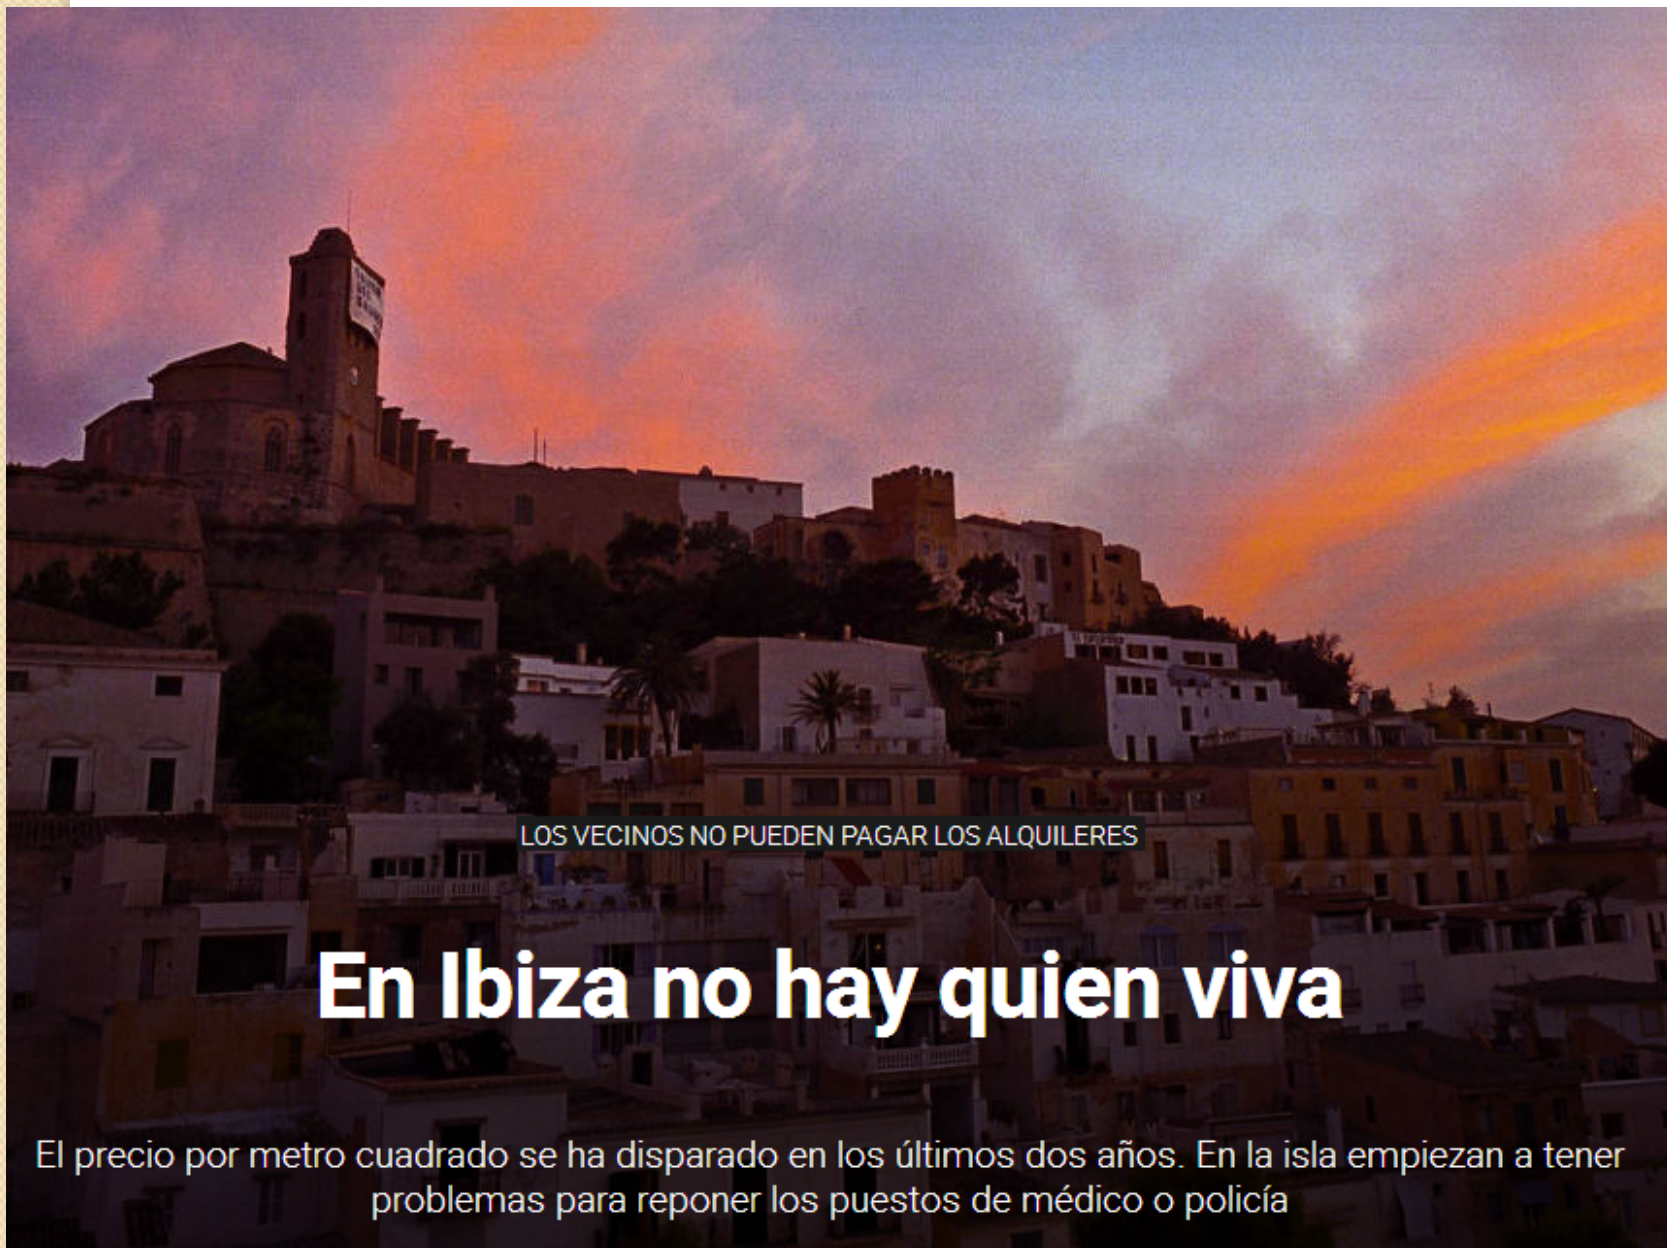 LOS VECINOS NO PUEDEN PAGAR LOS ALQUILERES
En Ibiza no hay quien viva
El precio por metro cuadrado se ha disparado en los últimos dos años. En la isla empiezan a tener
problemas para reponer los puestos de médico o policía